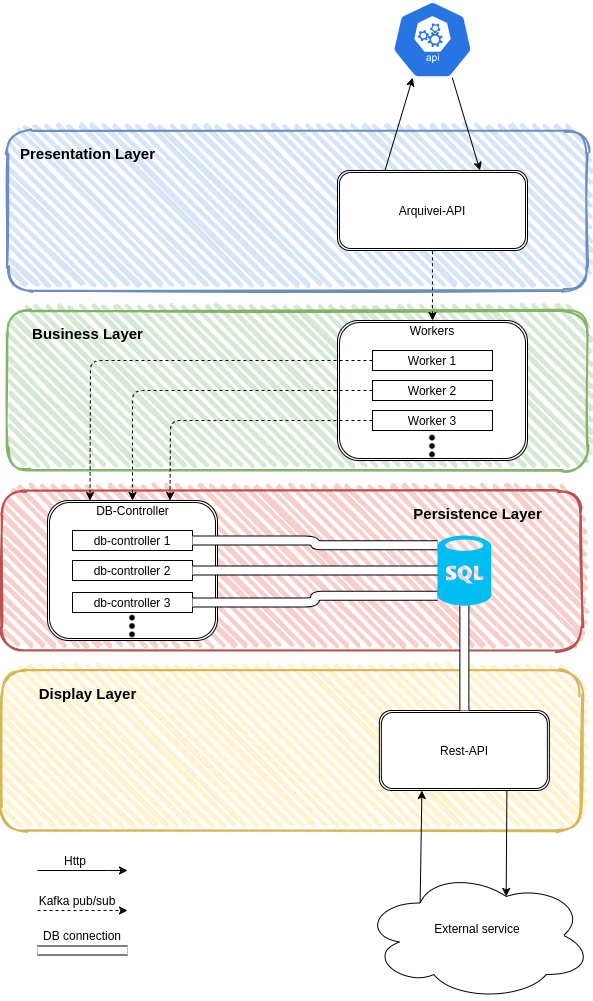 api
Presentation Layer
Arquivei-API
Business Layer
Workers
Worker 1
Worker 2
Worker 3
Persistence Layer
DB-Controller
db-controller 1
db-controller 2
db-controller 3
SQL
Display Layer
Rest-API
Http
Kafka pub/sub
DB connection
External service